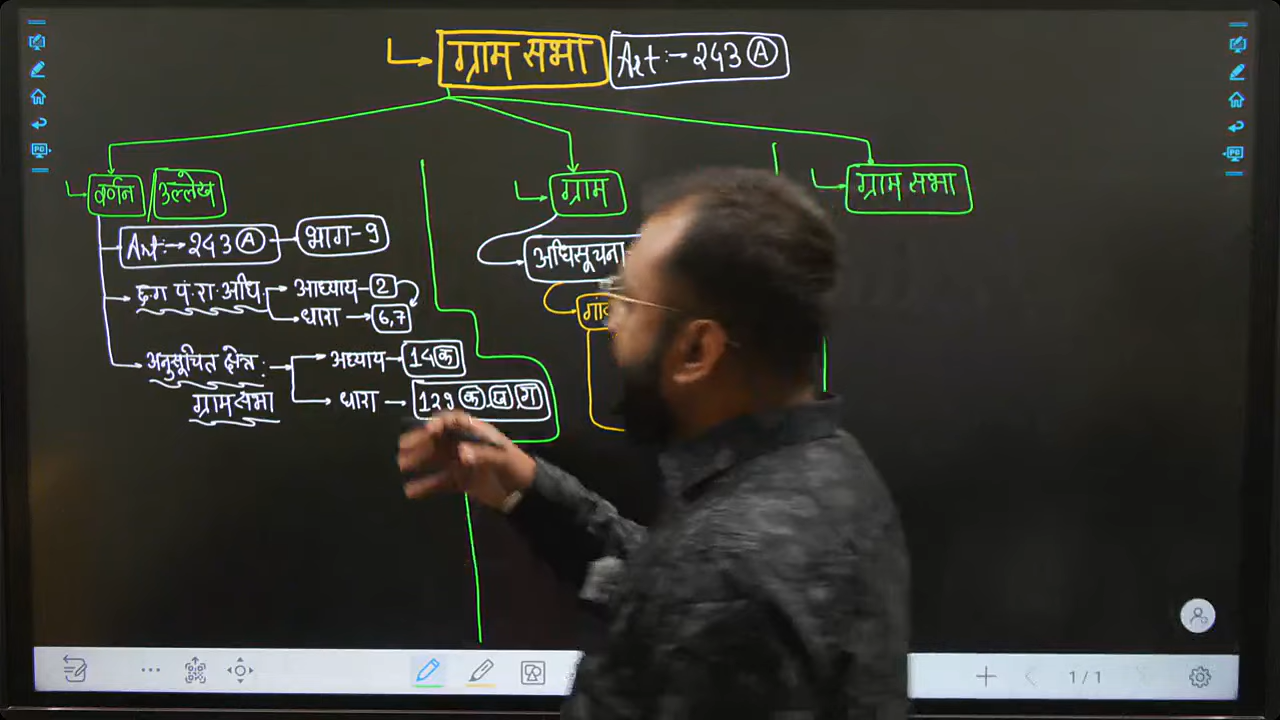 ग्राम सभा Art:- 243 A
वर्णन / उल्लेख
Art:- 243 A - भाग-9
छ.ग पं. रा. अधि.
अध्याय - 2
धारा → 6,7
अनुसूचित क्षेत्र :-
ग्राम सभा
अध्याय - 14 क
धारा - 129 क
ग्राम
अधिसूचना
ग्राम सभा
1/1